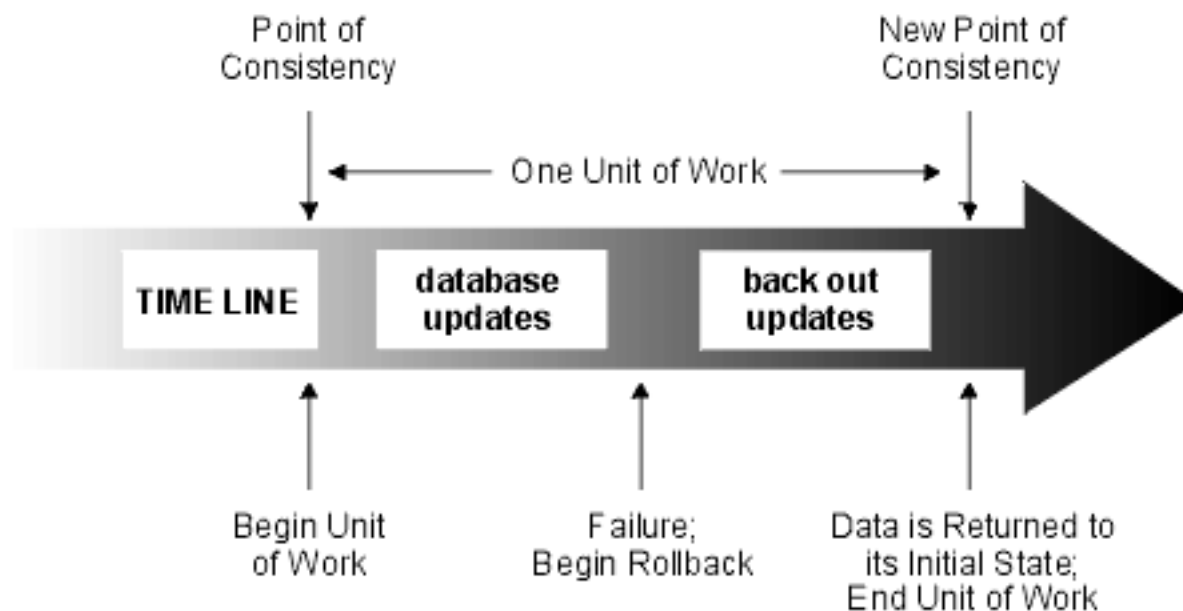 Point of
Consistency
New Point of
Consistency
One Unit of Work
TIME LINE
database
updates
back out
updates
Begin Unit
of Work
Failure;
Begin Rollback
Data is Returned to
its Initial State;
End Unit of Work